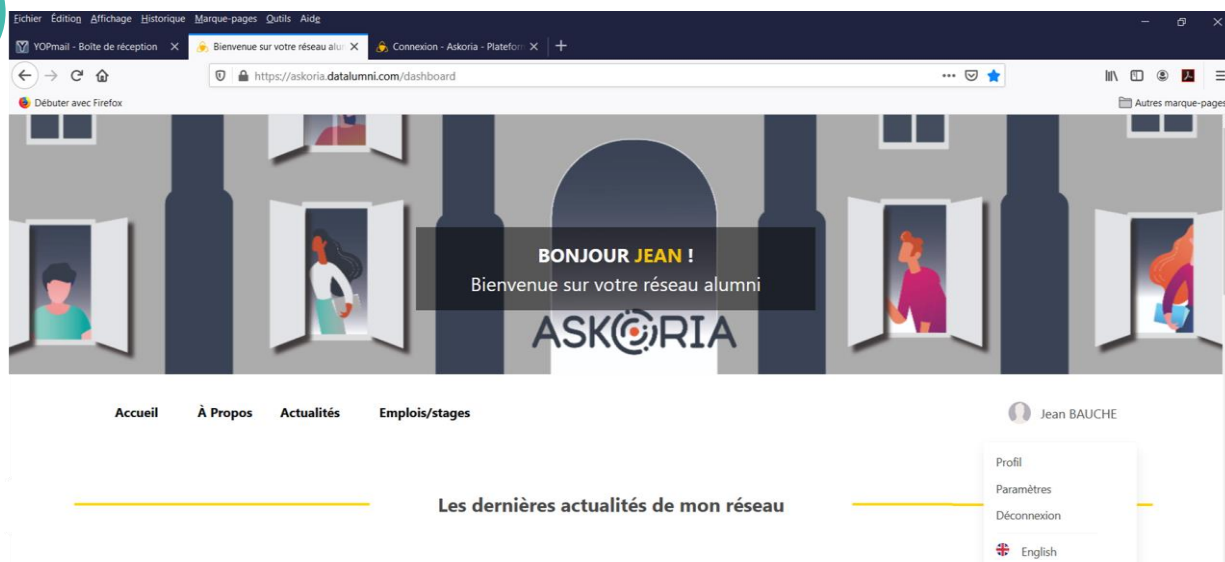 Fichier Édition Affichage Historique Marque-pages Outils Aide
YOPmail - Boîte de réception
Bienvenue sur votre réseau alu
Connexion - Askoria - Plateform
https://askoria.datalumni.com/dashboard
Débuter avec Firefox
Autres marque-pages
BONJOUR JEAN !
Bienvenue sur votre réseau alumni
ASKORIA
Accueil À Propos Actualités Emplois/stages
Jean BAUCHE
Profil
Paramètres
Déconnexion
English
Les dernières actualités de mon réseau